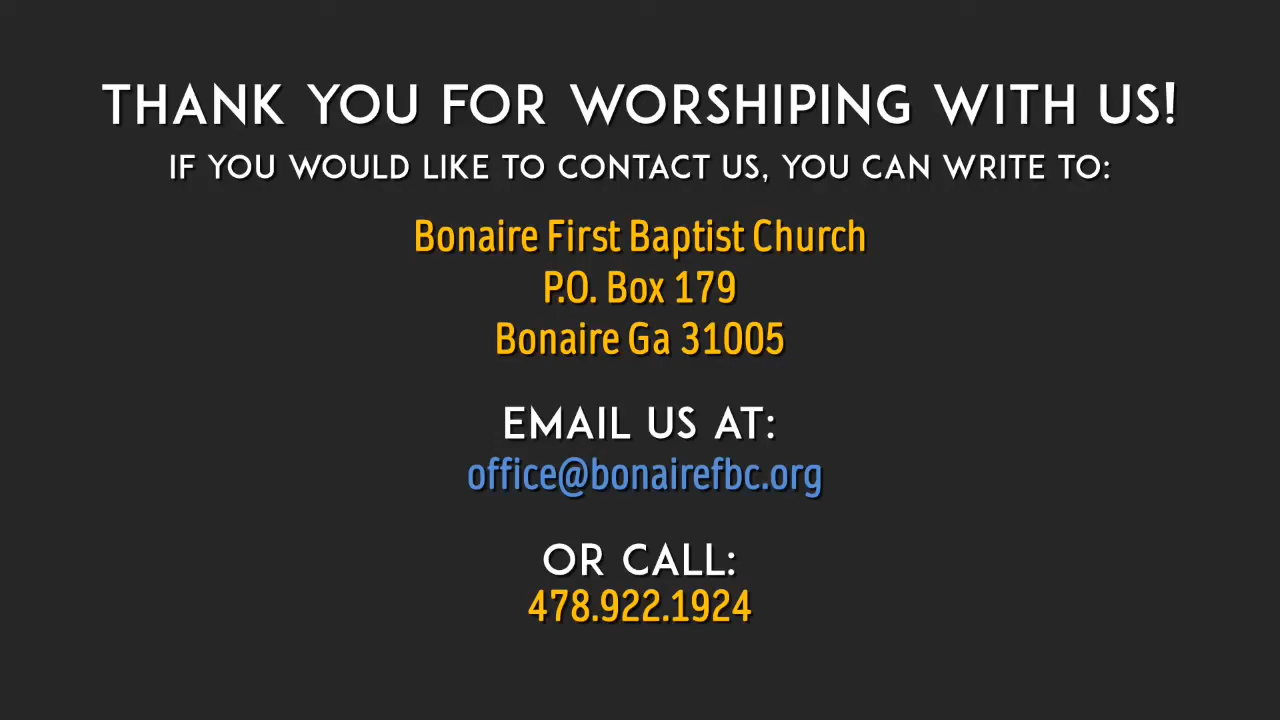 THANK YOU FOR WORSHIPING WITH US!
IF YOU WOULD LIKE TO CONTACT US, YOU CAN WRITE TO:
Bonaire First Baptist Church
P.O. Box 179
Bonaire Ga 31005
EMAIL US AT:
office@bonairefbc.org
OR CALL:
478.922.1924